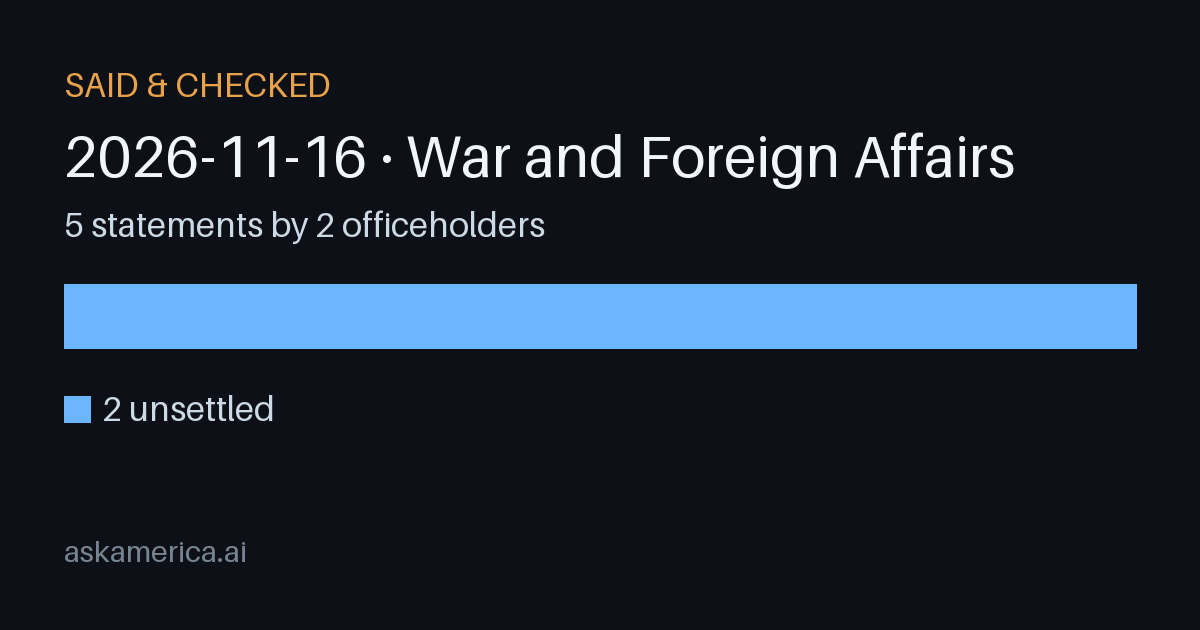 SAID & CHECKED
2026-11-16 · War and Foreign Affairs
5 statements by 2 officeholders
2 unsettled
askamerica.ai